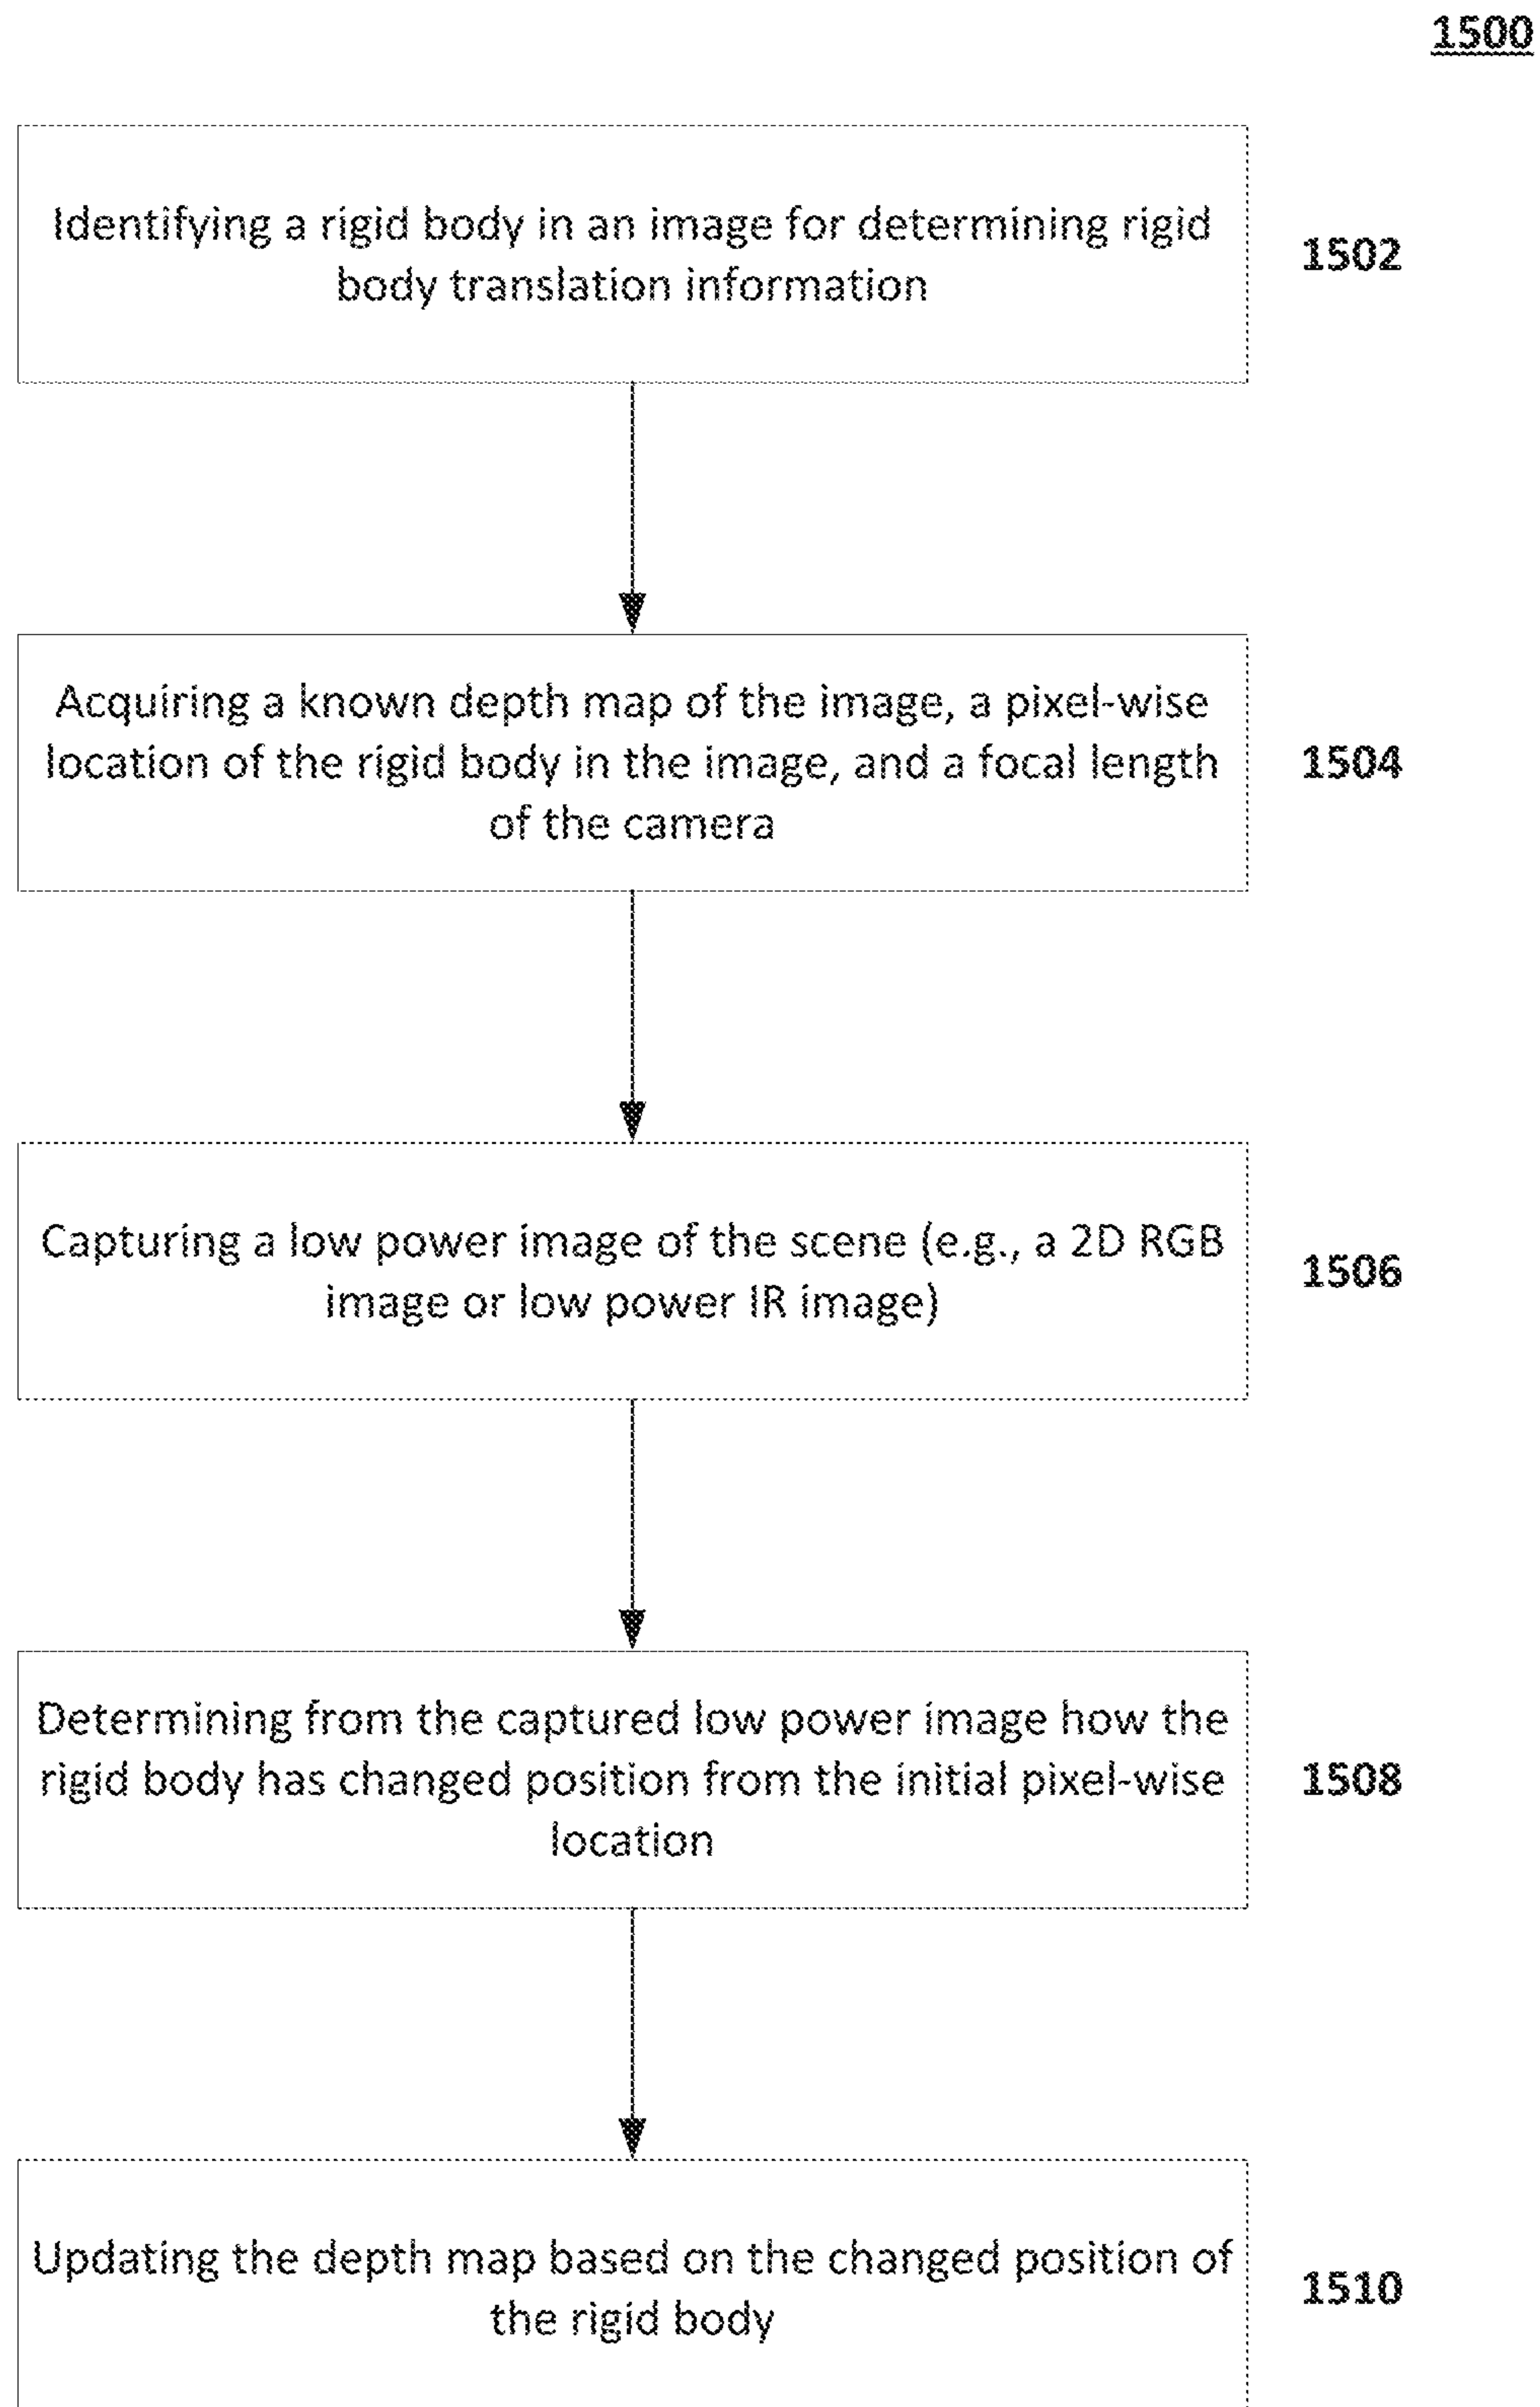 1500
Identifying a rigid body in an image for determining rigid
body translation information
1502
Acquiring a known depth map of the image, a pixel-wise
location of the rigid body in the image, and a focal length
of the camera
1504
Capturing a low power image of the scene (e.g., a 2D RGB
image or low power IR image)
1506
Determining from the captured low power image how the
rigid body has changed position from the initial pixel-wise
location
1508
Updating the depth map based on the changed position of
the rigid body
1510